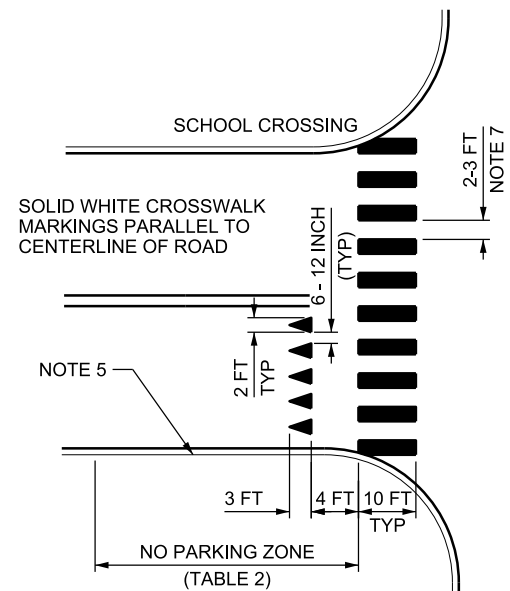 SCHOOL CROSSING
2-3 FT
NOTE 7
SOLID WHITE CROSSWALK
MARKINGS PARALLEL TO
CENTERLINE OF ROAD
6 - 12 INCH
(TYP)
NOTE 5
2 FT
TYP
3 FT
4 FT
10 FT
TYP
NO PARKING ZONE
(TABLE 2)